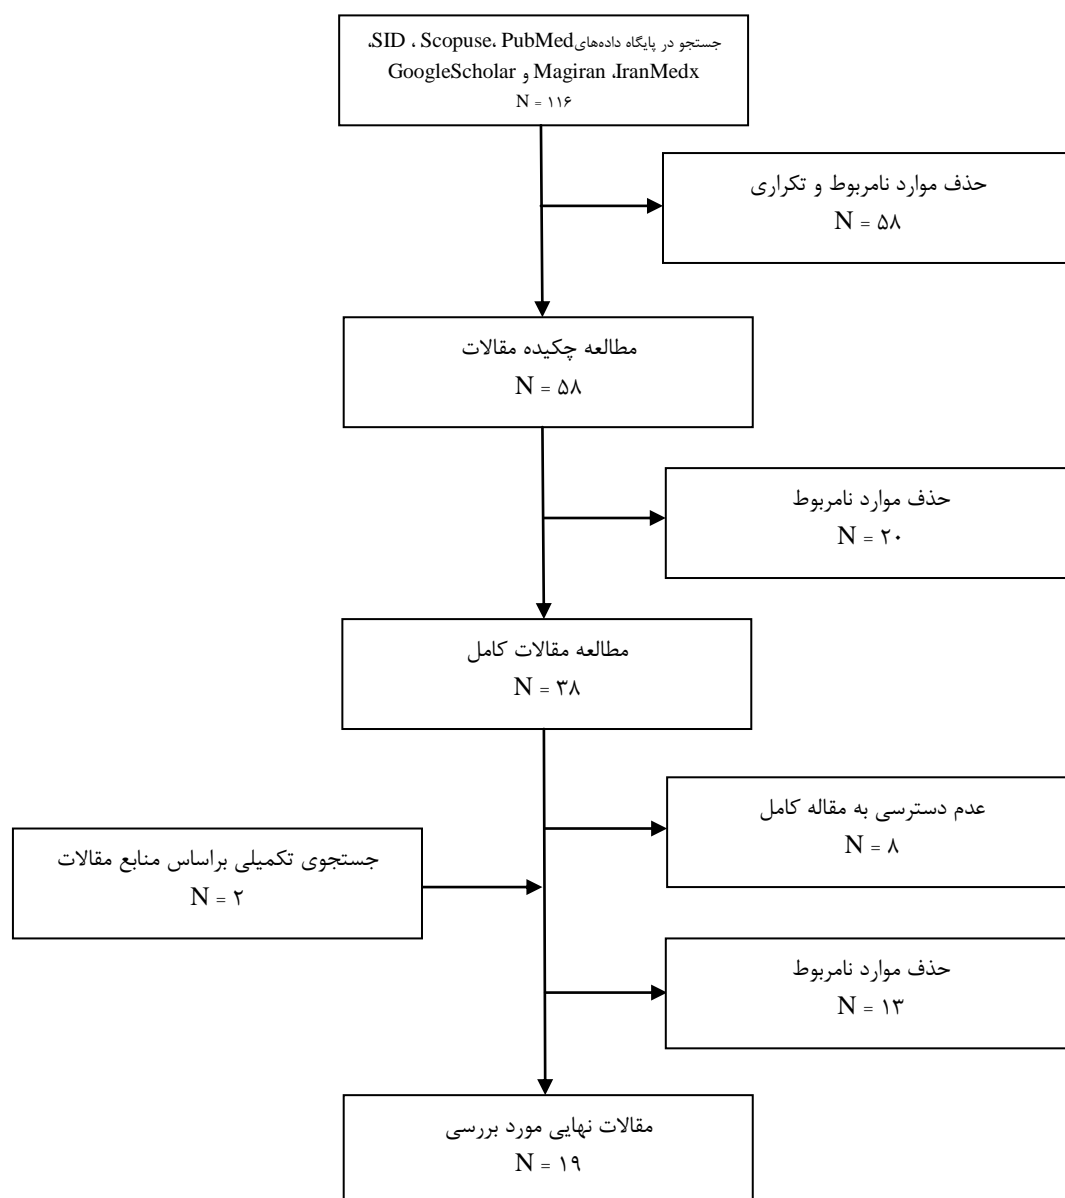 جستجو در پایگاه داده‌های PubMed ،Scopuse ، SID،
IranMedx، Magiran و GoogleScholar
N = ۱۱۶
حذف موارد نامربوط و تکراری
N = ۵۸
مطالعه چکیده مقالات
N = ۵۸
حذف موارد نامربوط
N = ۲۰
مطالعه مقالات کامل
N = ۳۸
عدم دسترسی به مقاله کامل
N = ۸
جستجوی تکمیلی براساس منابع مقالات
N = ۲
حذف موارد نامربوط
N = ۱۳
مقالات نهایی مورد بررسی
N = ۱۹